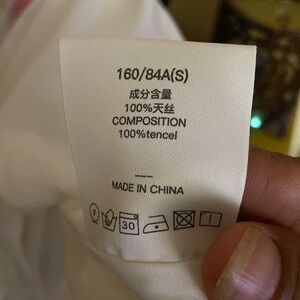 160/84A(S)
成分含量
100%天丝
COMPOSITION
100%tencel
MADE IN CHINA
F 30